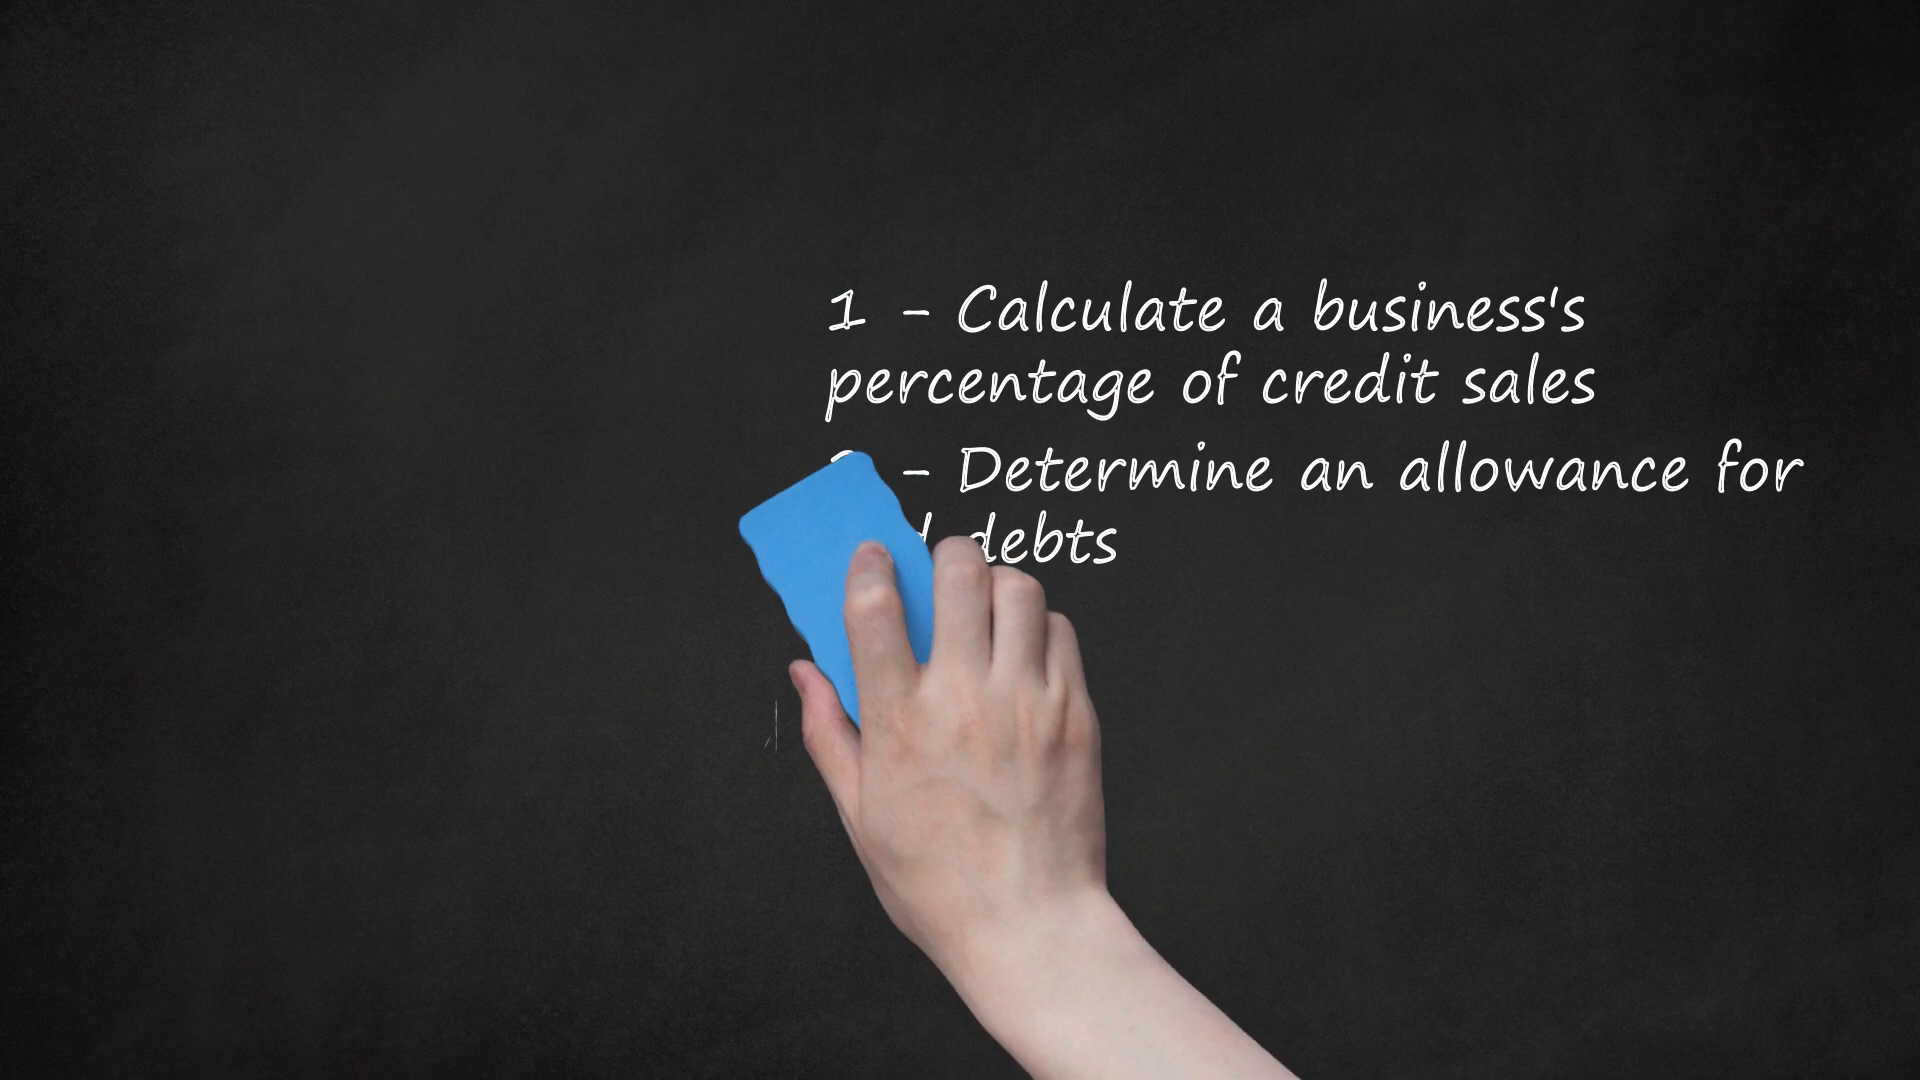 1 - Calculate a business's
percentage of credit sales
- Determine an allowance for
debts